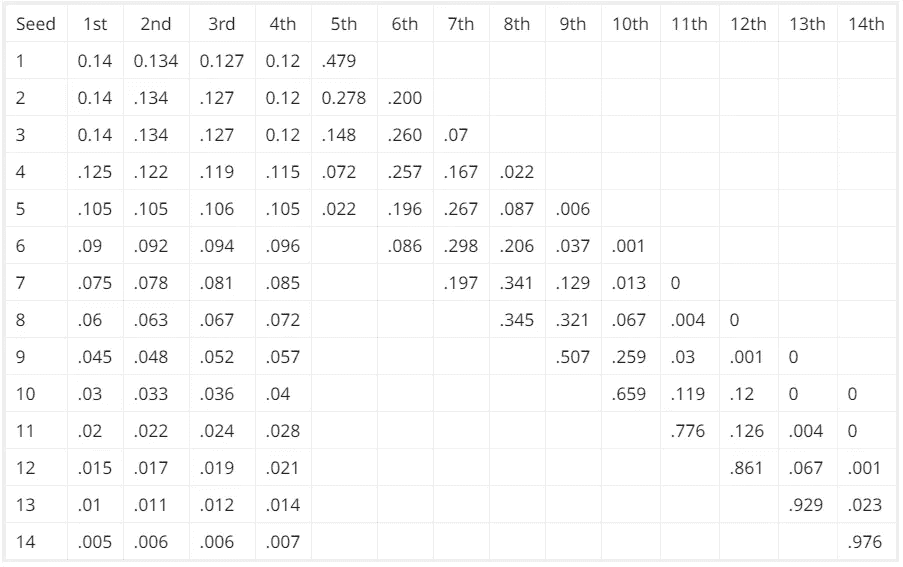 Seed 1st 2nd 3rd 4th 5th 6th 7th 8th 9th 10th 11th 12th 13th 14th
1 0.14 0.134 0.127 0.12 .479
2 0.14 .134 .127 0.12 0.278 .200
3 0.14 .134 .127 0.12 .148 .260 .07
4 .125 .122 .119 .115 .072 .257 .167 .022
5 .105 .105 .106 .105 .022 .196 .267 .087 .006
6 .09 .092 .094 .096 .086 .298 .206 .037 .001
7 .075 .078 .081 .085 .197 .341 .129 .013 0
8 .06 .063 .067 .072 .345 .321 .067 .004 0
9 .045 .048 .052 .057 .507 .259 .03 .001 0
10 .03 .033 .036 .04 .659 .119 .12 0 0
11 .02 .022 .024 .028 .776 .126 .004 0
12 .015 .017 .019 .021 .861 .067 .001
13 .01 .011 .012 .014 .929 .023
14 .005 .006 .006 .007 .976